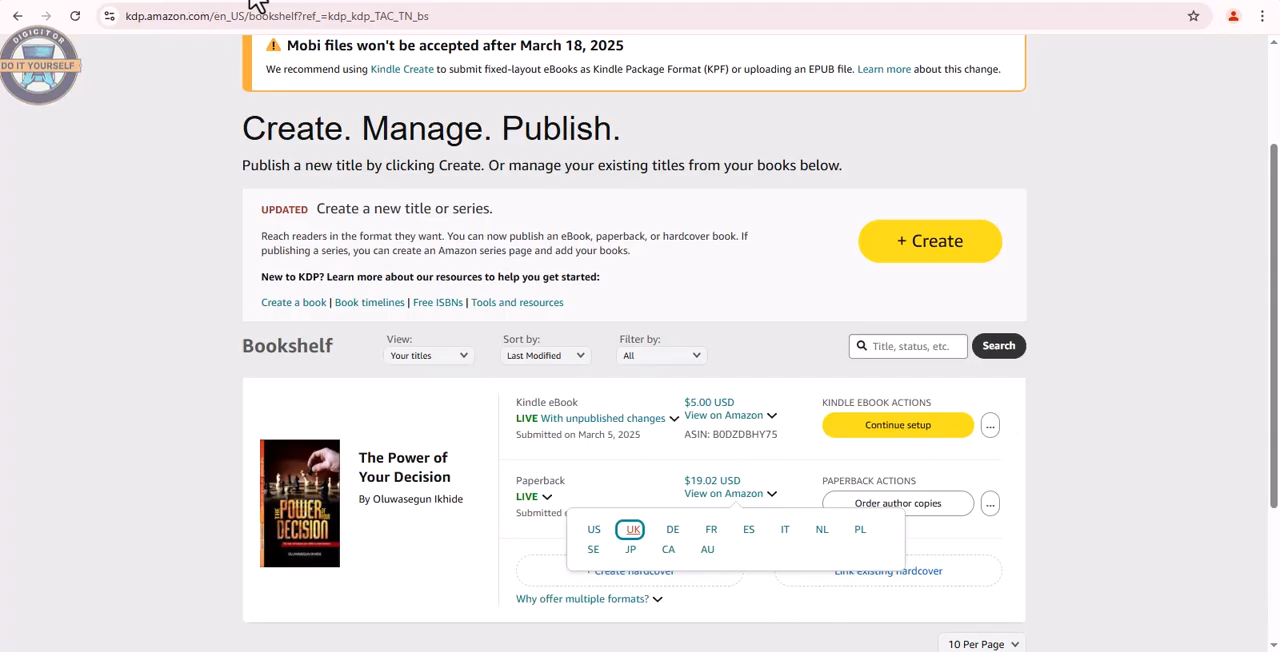 kdp.amazon.com/en_US/bookshelf?ref_=kdp_kdp_TAC_TN_bs
DIGICITOR
DO IT YOURSELF
Mobi files won't be accepted after March 18, 2025
We recommend using Kindle Create to submit fixed-layout eBooks as Kindle Package Format (KPF) or uploading an EPUB file. Learn more about this change.
Create. Manage. Publish.
Publish a new title by clicking Create. Or manage your existing titles from your books below.
UPDATED Create a new title or series.
Reach readers in the format they want. You can now publish an eBook, paperback, or hardcover book. If
publishing a series, you can create an Amazon series page and add your books.
+ Create
New to KDP? Learn more about our resources to help you get started:
Create a book | Book timelines | Free ISBNs | Tools and resources
Bookshelf
View:
Your titles
Sort by:
Last Modified
Filter by:
All
Title, status, etc.
Search
THE
POWER OF
YOUR
DECISION
The Power of
Your Decision
By Oluwasegun Ikhide
Kindle eBook
LIVE With unpublished changes
Submitted on March 5, 2025
$5.00 USD
View on Amazon
ASIN: B0DZDBHY75
KINDLE EBOOK ACTIONS
Continue setup
...
Paperback
LIVE
Submitted
$19.02 USD
View on Amazon
PAPERBACK ACTIONS
Order author copies
...
US UK DE FR ES IT NL PL
SE JP CA AU
+ Create hardcover
Link existing hardcover
Why offer multiple formats?
10 Per Page